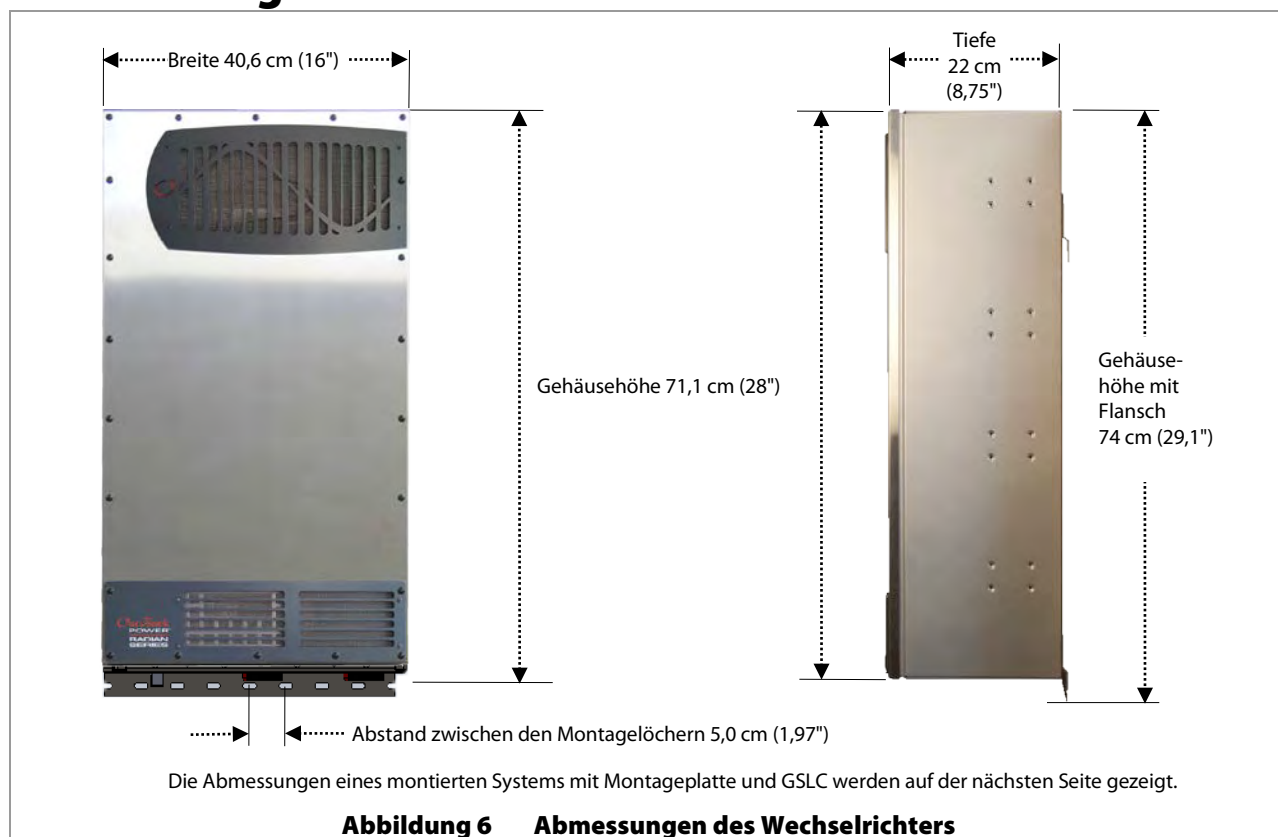 Breite 40,6 cm (16")
Tiefe
22 cm
(8,75")
Gehäusehöhe 71,1 cm (28")
Gehäuse-
höhe mit
Flansch
74 cm (29,1")
OutBack
POWER
RADIAN
SERIES
Abstand zwischen den Montagelöchern 5,0 cm (1,97")
Die Abmessungen eines montierten Systems mit Montageplatte und GSLC werden auf der nächsten Seite gezeigt.
Abbildung 6 Abmessungen des Wechselrichters